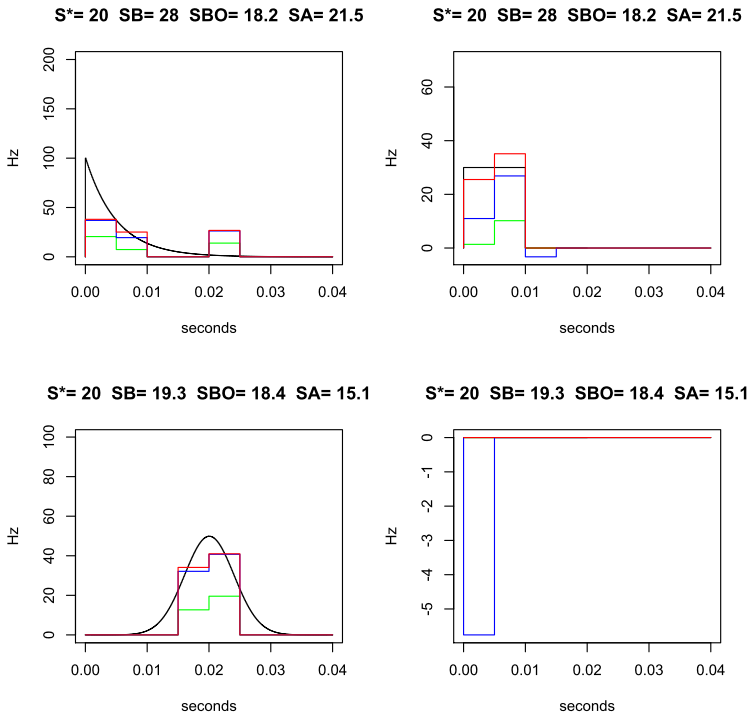 S*= 20  SB= 28  SBO= 18.2  SA= 21.5
Hz
200
150
100
50
0
0.00 0.01 0.02 0.03 0.04
seconds
S*= 20  SB= 28  SBO= 18.2  SA= 21.5
Hz
60
40
20
0
0.00 0.01 0.02 0.03 0.04
seconds
S*= 20  SB= 19.3  SBO= 18.4  SA= 15.1
Hz
100
80
60
40
20
0
0.00 0.01 0.02 0.03 0.04
seconds
S*= 20  SB= 19.3  SBO= 18.4  SA= 15.1
Hz
0
-1
-2
-3
-4
-5
0.00 0.01 0.02 0.03 0.04
seconds